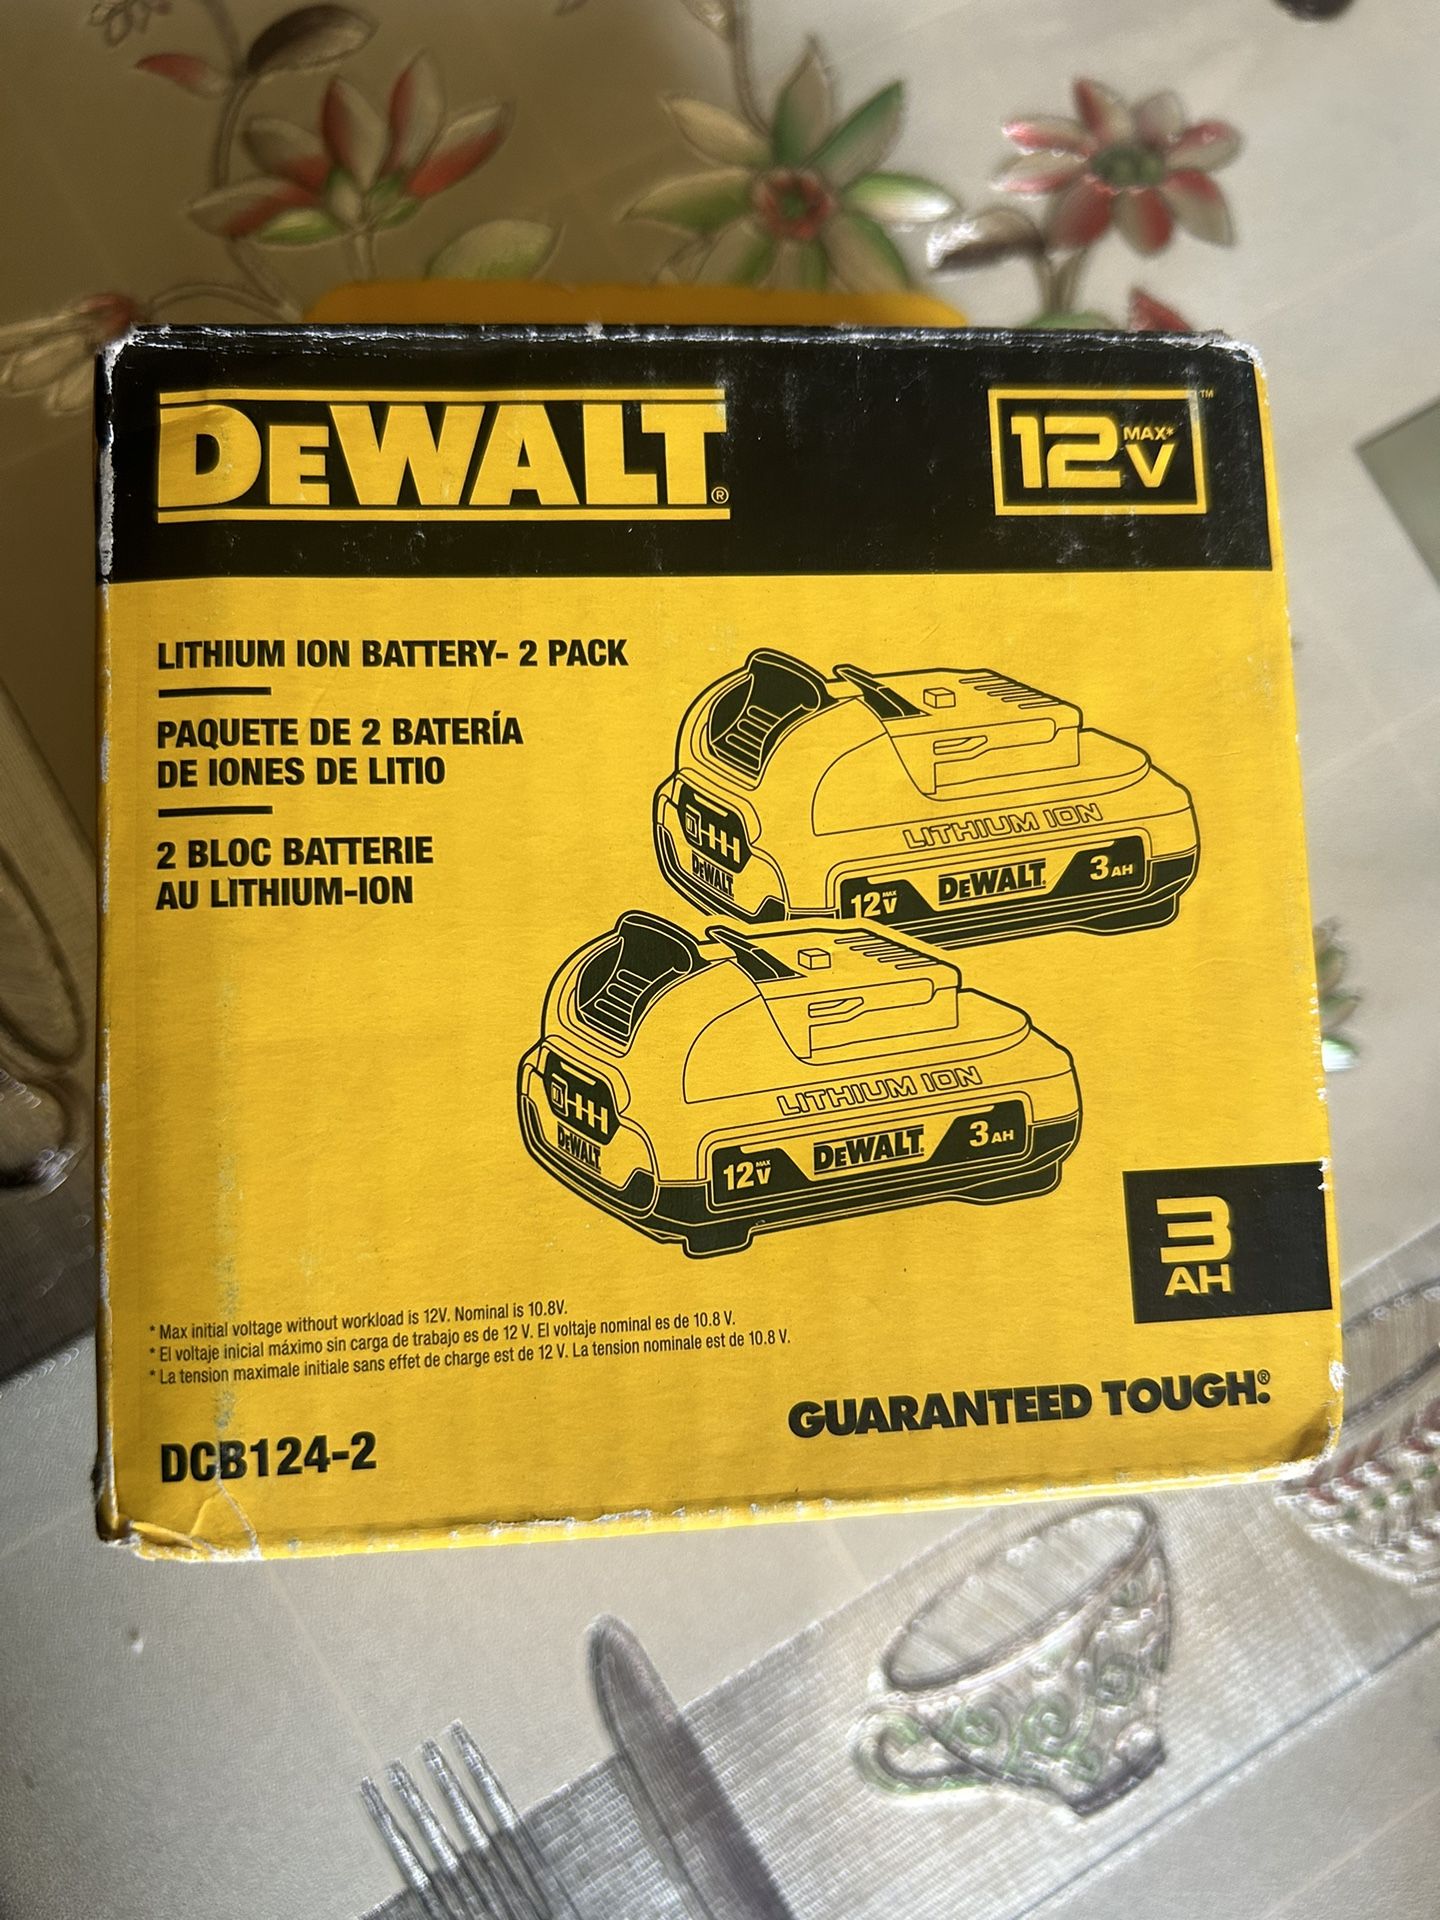 DEWALT®
12V MAX*™
LITHIUM ION BATTERY- 2 PACK
PAQUETE DE 2 BATERÍA
DE IONES DE LITIO
2 BLOC BATTERIE
AU LITHIUM-ION
LITHIUM ION
DEWALT
12V MAX DEWALT 3AH
LITHIUM ION
DEWALT
12V MAX DEWALT 3AH
3
AH
* Max initial voltage without workload is 12V. Nominal is 10.8V.
* El voltaje inicial máximo sin carga de trabajo es de 12 V. El voltaje nominal es de 10.8 V.
* La tension maximale initiale sans effet de charge est de 12 V. La tension nominale est de 10.8 V.
GUARANTEED TOUGH.®
DCB124-2